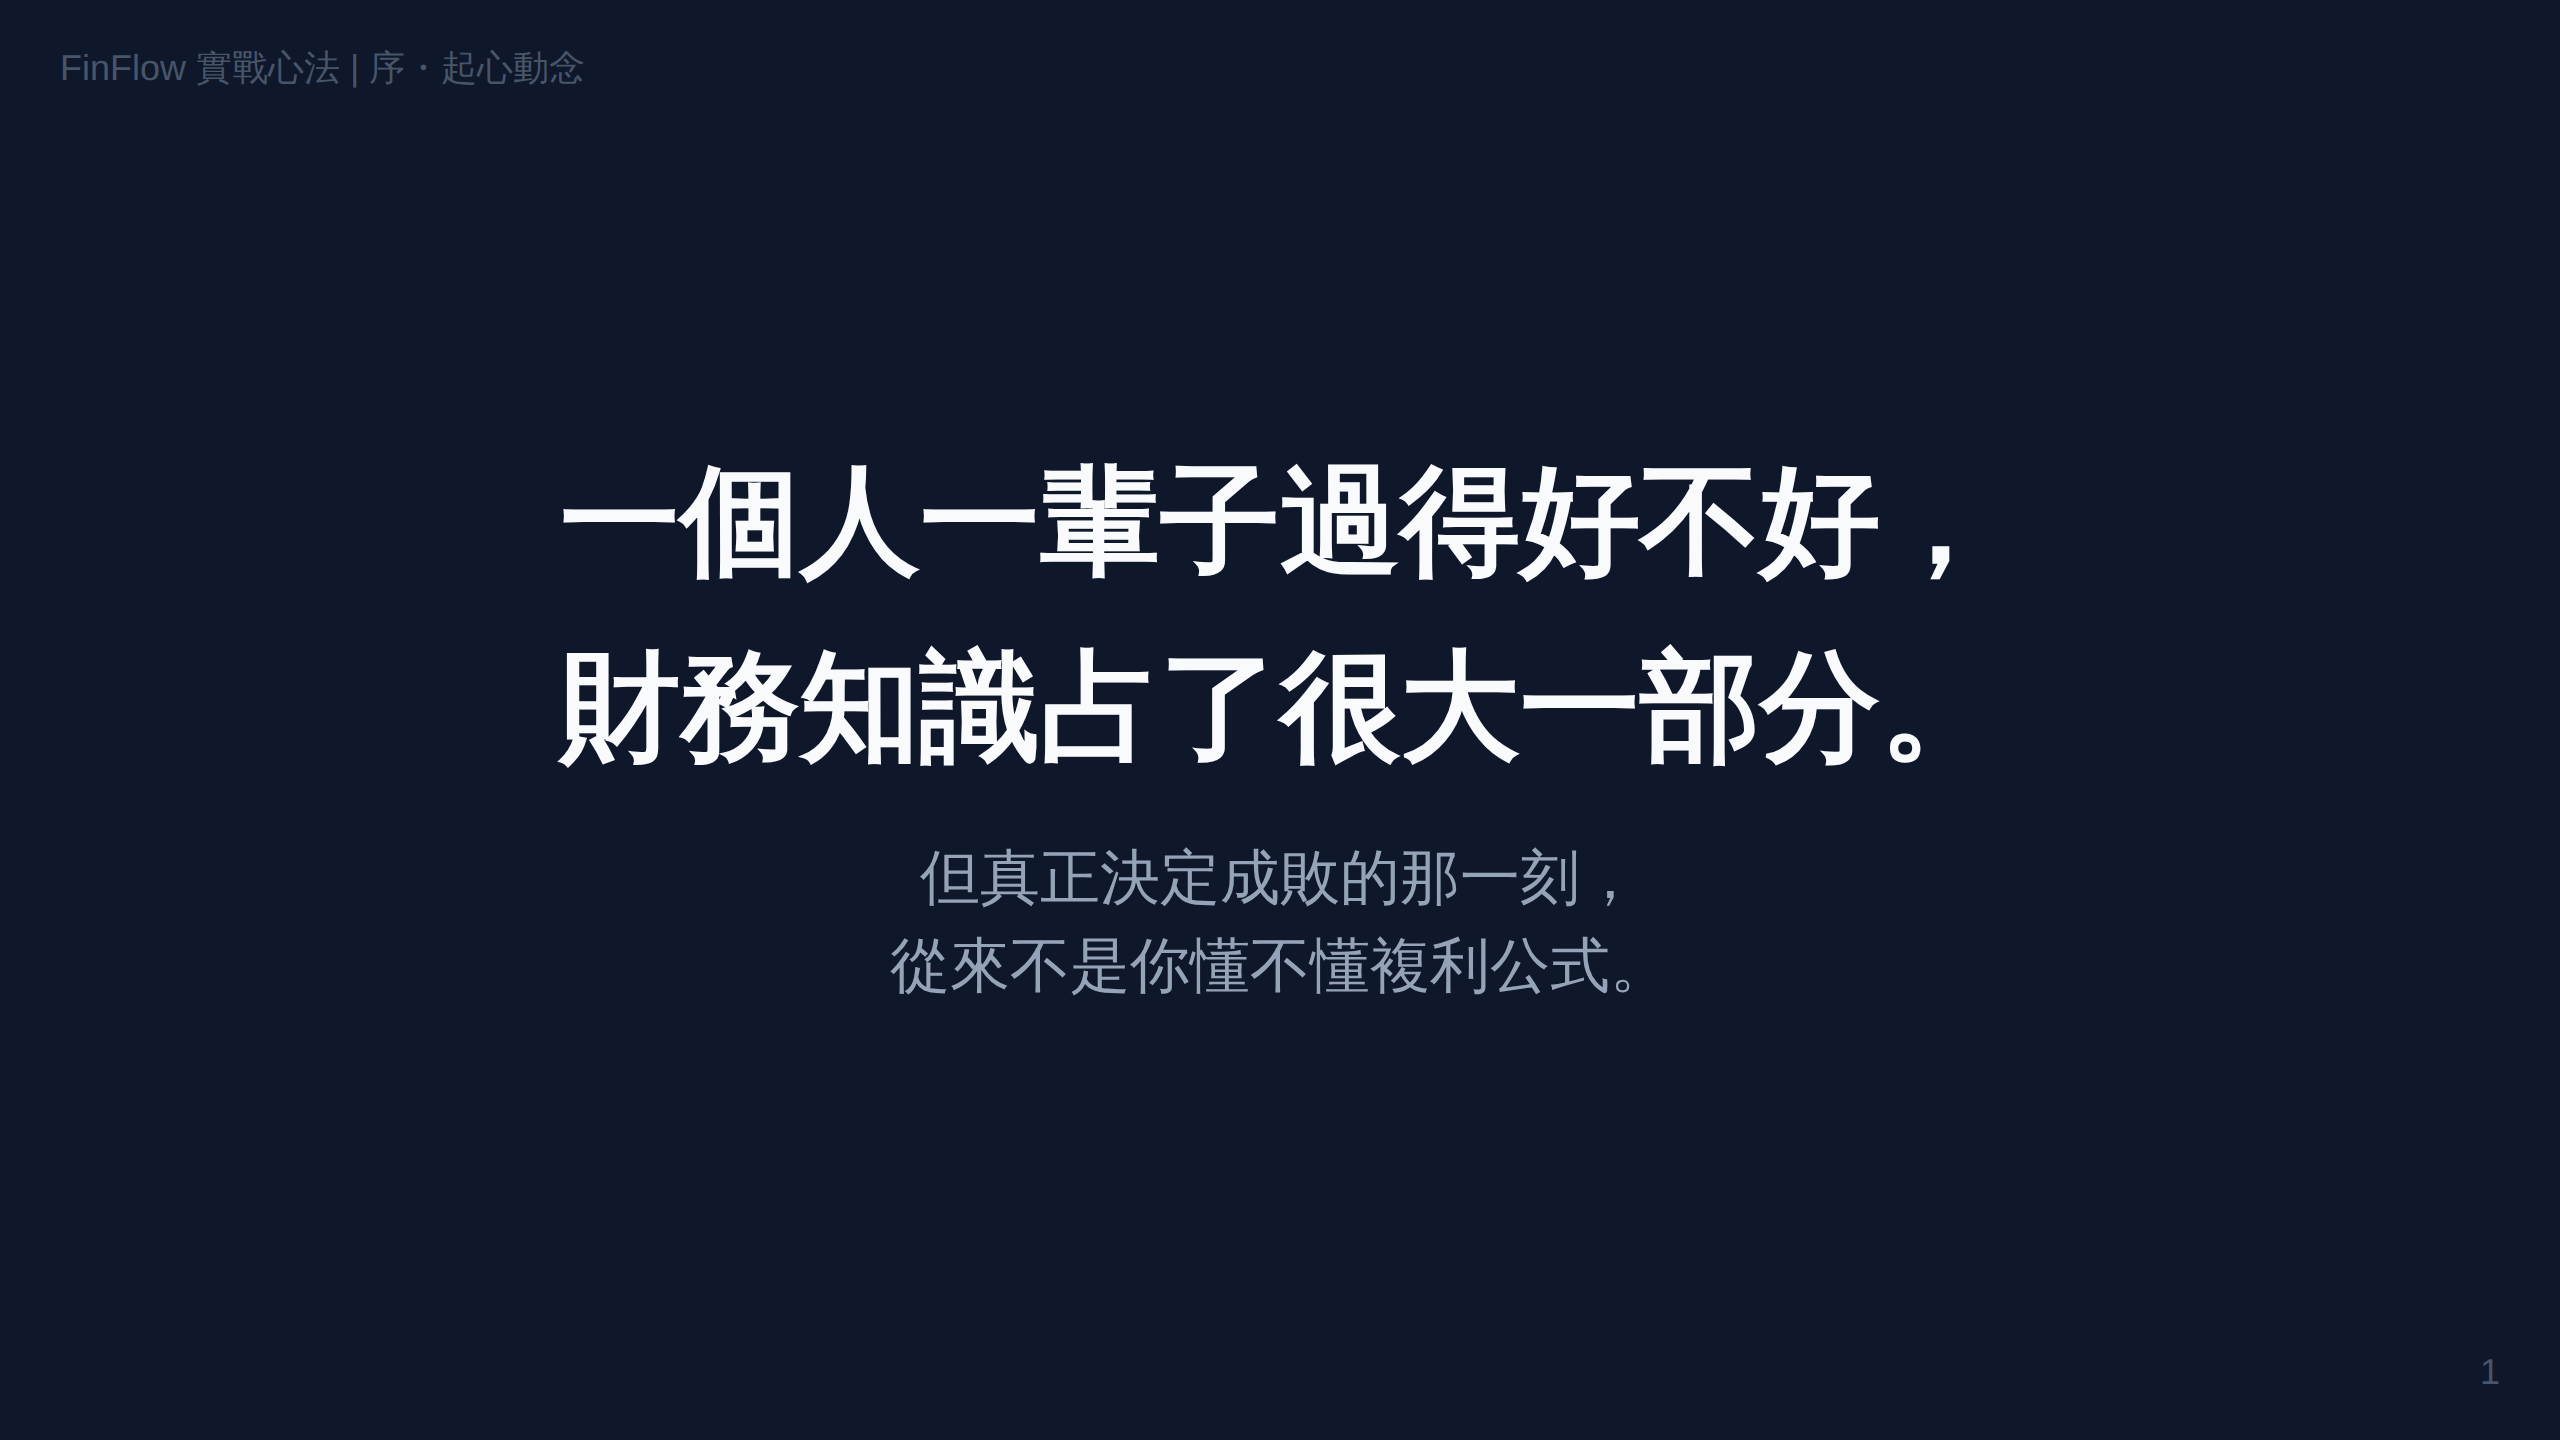 FinFlow 實戰心法 | 序・起心動念
一個人一輩子過得好不好，
財務知識占了很大一部分。
但真正決定成敗的那一刻，
從來不是你懂不懂複利公式。
1